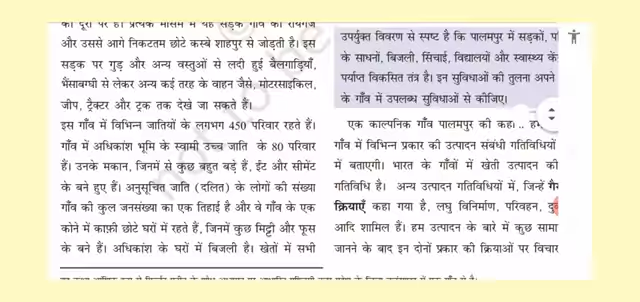 की दूरी पर है। प्रत्येक मौसम में यह सड़क गाँव को रायगंज
और उससे आगे निकटतम छोटे कस्बे शाहपुर से जोड़ती है। इस
सड़क पर गुड़ और अन्य वस्तुओं से लदी हुई बैलगाड़ियाँ,
भैंसाबग्घी से लेकर अन्य कई तरह के वाहन जैसे, मोटरसाइकिल,
जीप, ट्रैक्टर और ट्रक तक देखे जा सकते हैं।
इस गाँव में विभिन्न जातियों के लगभग 450 परिवार रहते हैं।
गाँव में अधिकांश भूमि के स्वामी उच्च जाति के 80 परिवार
हैं। उनके मकान, जिनमें से कुछ बहुत बड़े हैं, ईंट और सीमेंट
के बने हुए हैं। अनुसूचित जाति (दलित) के लोगों की संख्या
गाँव की कुल जनसंख्या का एक तिहाई है और वे गाँव के एक
कोने में काफ़ी छोटे घरों में रहते हैं, जिनमें कुछ मिट्टी और फूस
के बने हैं। अधिकांश के घरों में बिजली है। खेतों में सभी
उपर्युक्त विवरण से स्पष्ट है कि पालमपुर में सड़कों,
के साधनों, बिजली, सिंचाई, विद्यालयों और स्वास्थ्य
पर्याप्त विकसित तंत्र है। इन सुविधाओं की तुलना अपने
के गाँव में उपलब्ध सुविधाओं से कीजिए।
एक काल्पनिक गाँव पालमपुर की
गाँव में विभिन्न प्रकार की उत्पादन संबंधी गतिविधियों
में बताएगी। भारत के गाँवों में खेती उत्पादन की
गतिविधि है। अन्य उत्पादन गतिविधियों में, जिन्हें
क्रियाएँ कहा गया है, लघु विनिर्माण, परिवहन,
आदि शामिल हैं। हम उत्पादन के बारे में कुछ
जानने के बाद इन दोनों प्रकार की क्रियाओं पर विचार